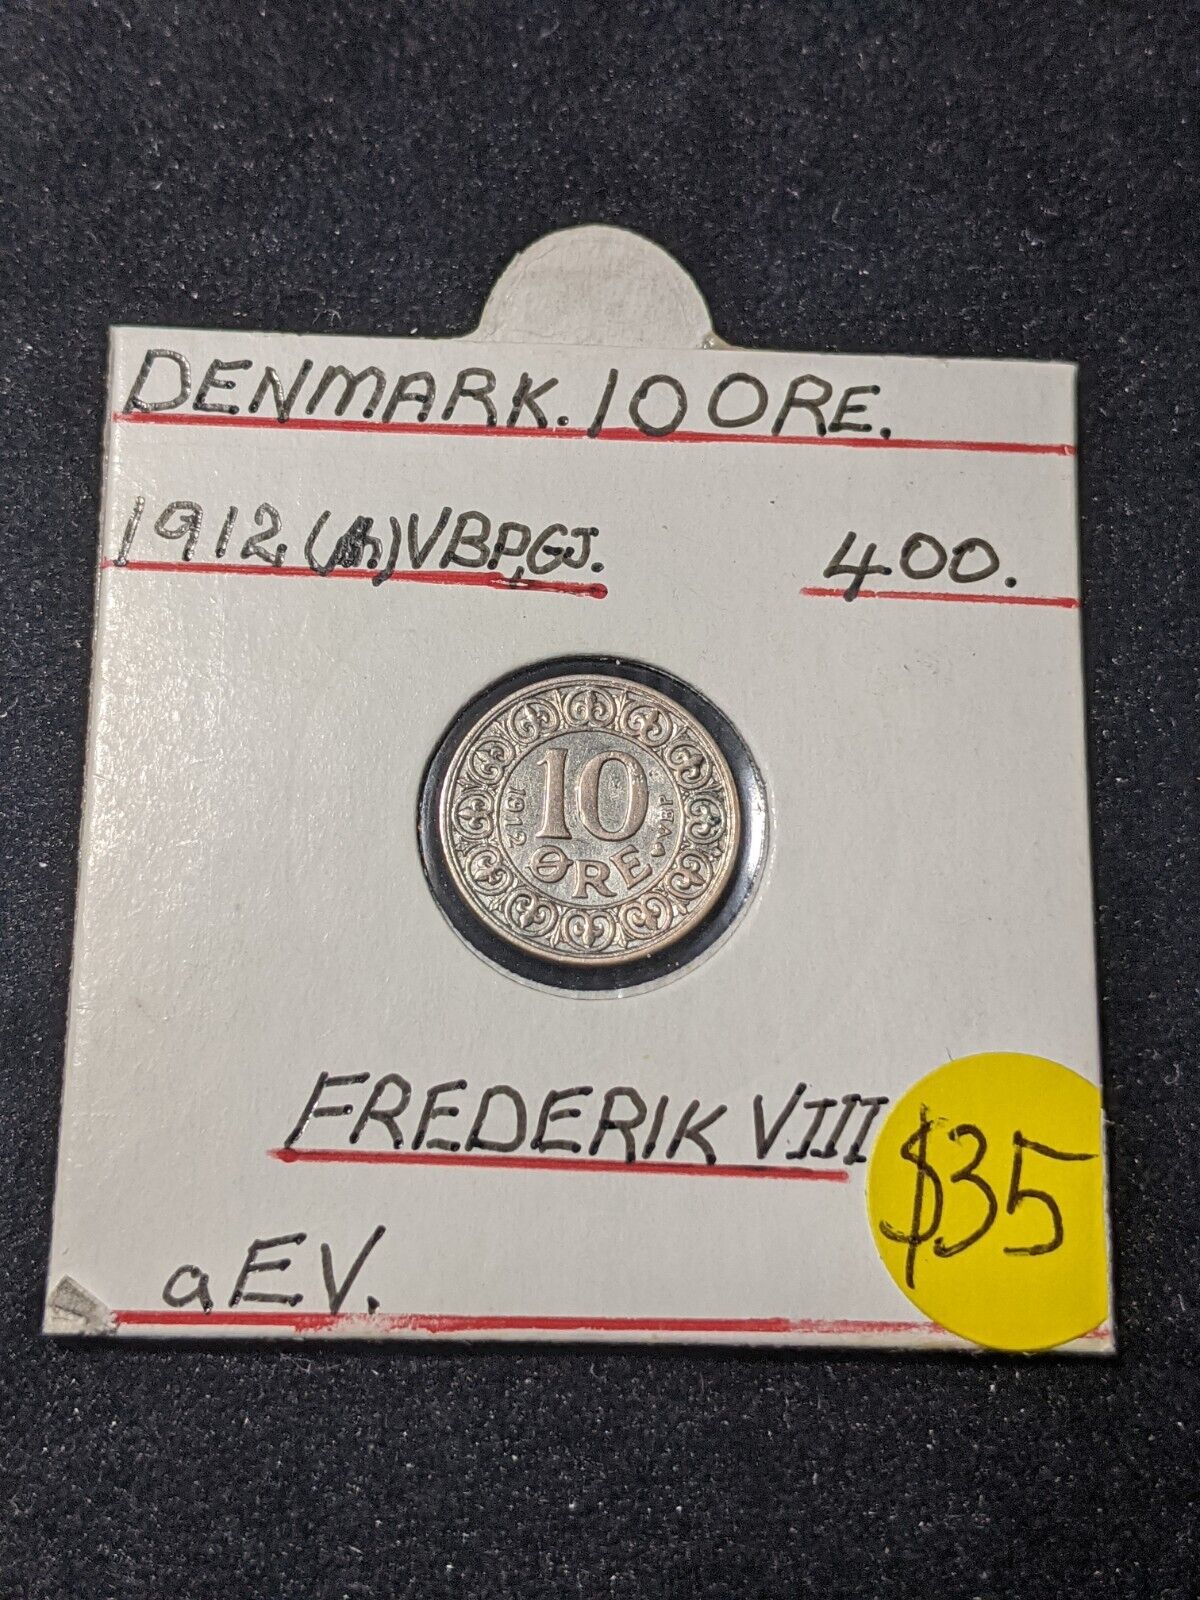 DENMARK. 10 ORE.
1912 (h) VBP, GJ. 400.
10
1912
ØRE
VBP
FREDERIK VIII
$35
aEV.